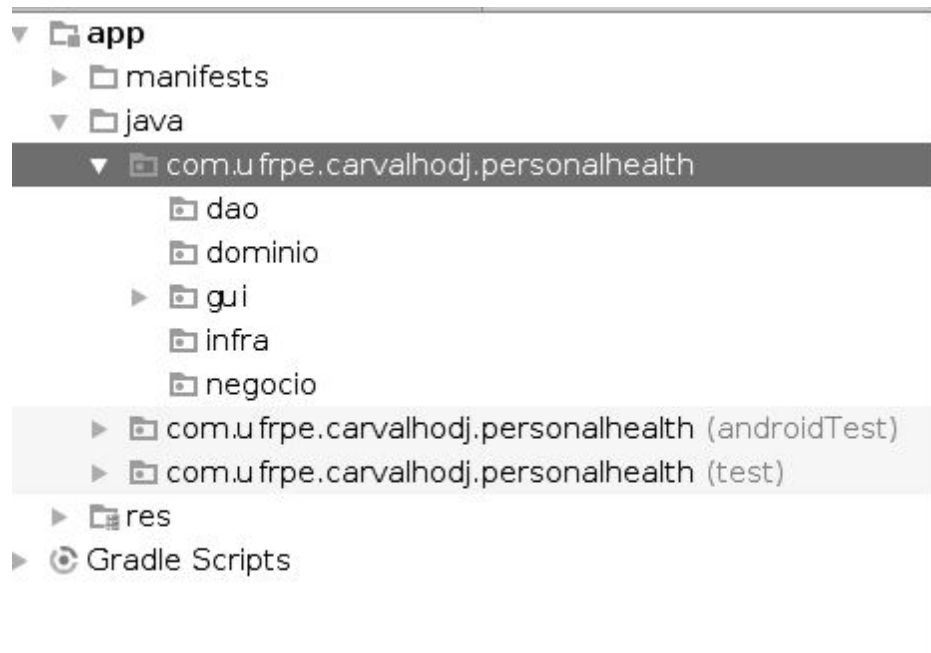 app
manifests
java
com.ufrpe.carvalhodj.personalhealth
dao
dominio
gui
infra
negocio
com.ufrpe.carvalhodj.personalhealth (androidTest)
com.ufrpe.carvalhodj.personalhealth (test)
res
Gradle Scripts